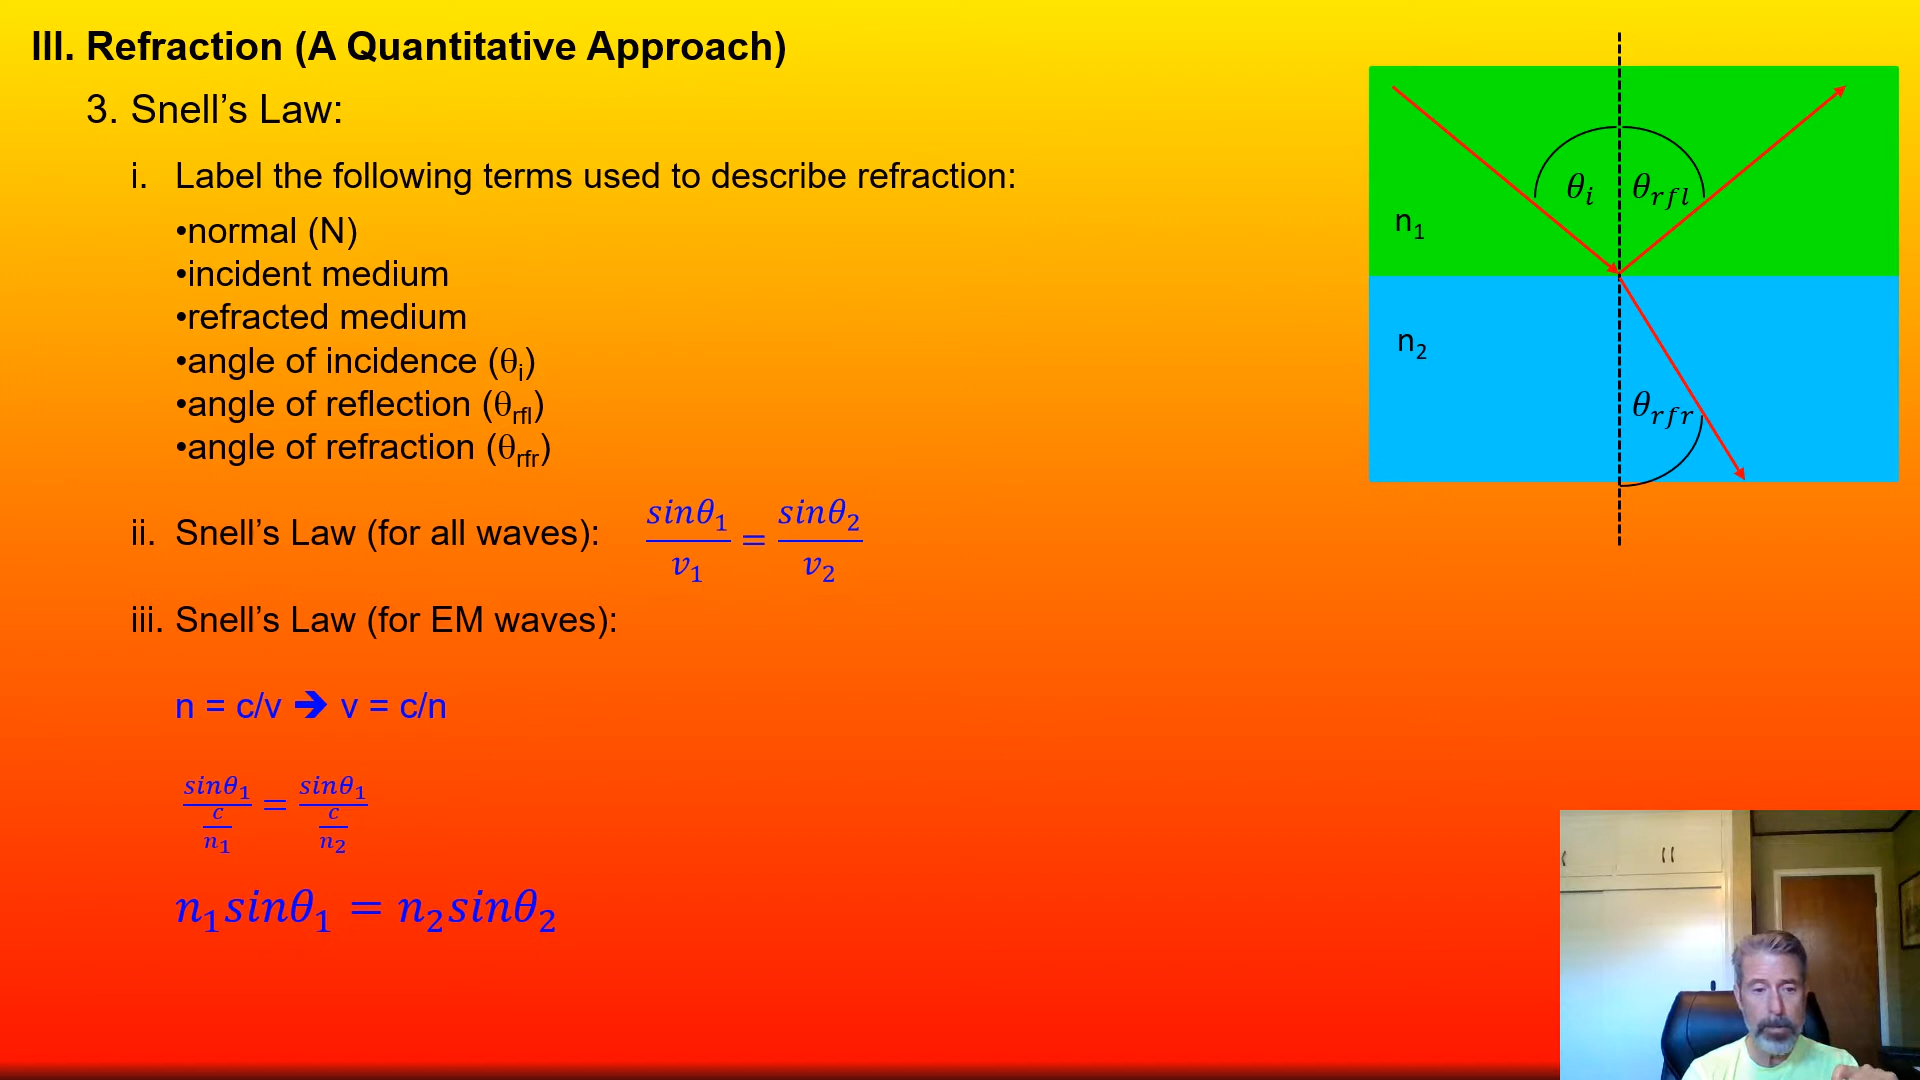 III. Refraction (A Quantitative Approach)
3. Snell’s Law:
i. Label the following terms used to describe refraction:
•normal (N)
•incident medium
•refracted medium
•angle of incidence (θi)
•angle of reflection (θrfl)
•angle of refraction (θrfr)
ii. Snell’s Law (for all waves): sinθ1/v1 = sinθ2/v2
iii. Snell’s Law (for EM waves):
n = c/v ➔ v = c/n
sinθ1/(c/n1) = sinθ1/(c/n2)
n1sinθ1 = n2sinθ2
θi θrfl
n1
n2
θrfr